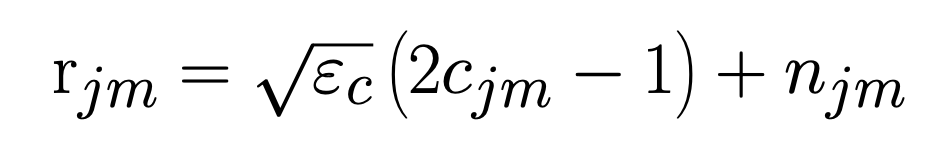 r_{jm} = \sqrt{\varepsilon_c} (2c_{jm} − 1) + n_{jm}